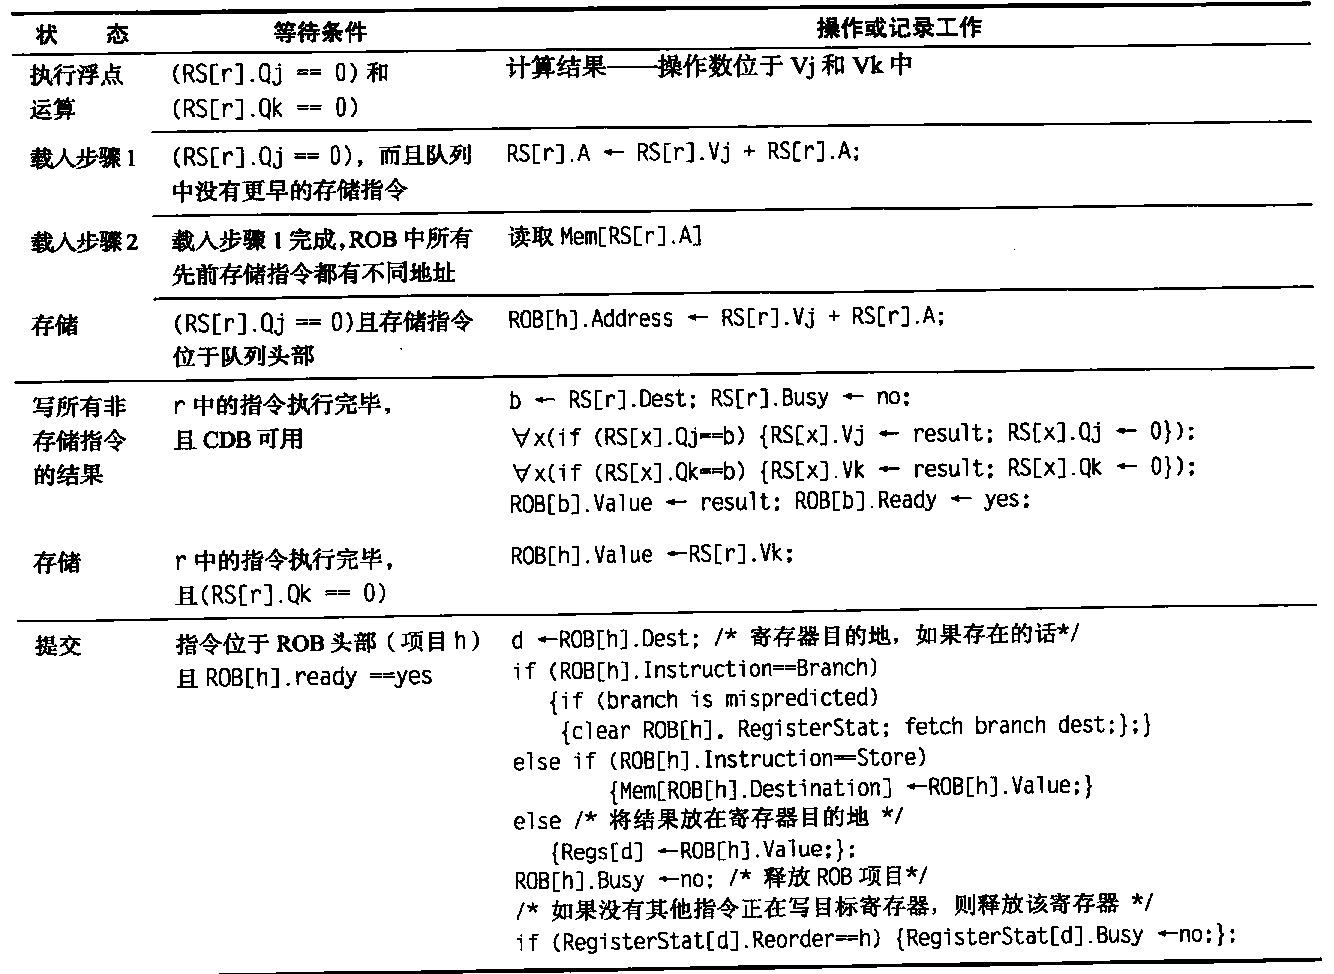 状 态 等待条件 操作或记录工作
执行浮点 (RS[r].Qj == 0) 和 计算结果——操作数位于 Vj 和 Vk 中
运算 (RS[r].Qk == 0)
载入步骤 1 (RS[r].Qj == 0)，而且队列 RS[r].A ← RS[r].Vj + RS[r].A;
中没有更早的存储指令
载入步骤 2 载入步骤 1 完成,ROB 中所有 读取 Mem[RS[r].A]
先前存储指令都有不同地址
存储 (RS[r].Qj == 0)且存储指令 ROB[h].Address ← RS[r].Vj + RS[r].A;
位于队列头部
写所有非 r 中的指令执行完毕， b ← RS[r].Dest; RS[r].Busy ← no;
存储指令 且 CDB 可用 ∀x(if (RS[x].Qj==b) {RS[x].Vj ← result; RS[x].Qj ← 0});
的结果 ∀x(if (RS[x].Qk==b) {RS[x].Vk ← result; RS[x].Qk ← 0});
ROB[b].Value ← result; ROB[b].Ready ← yes;
存储 r 中的指令执行完毕， ROB[h].Value ←RS[r].Vk;
且(RS[r].Qk == 0)
提交 指令位于 ROB 头部（项目 h） d ←ROB[h].Dest; /* 寄存器目的地，如果存在的话*/
且 ROB[h].ready ==yes if (ROB[h].Instruction==Branch)
{if (branch is mispredicted)
{clear ROB[h]. RegisterStat; fetch branch dest;};}
else if (ROB[h].Instruction==Store)
{Mem[ROB[h].Destination] ←ROB[h].Value;}
else /* 将结果放在寄存器目的地 */
{Regs[d] ←ROB[h].Value;};
ROB[h].Busy ←no; /* 释放 ROB 项目*/
/* 如果没有其他指令正在写目标寄存器，则释放该寄存器 */
if (RegisterStat[d].Reorder==h) {RegisterStat[d].Busy ←no;};